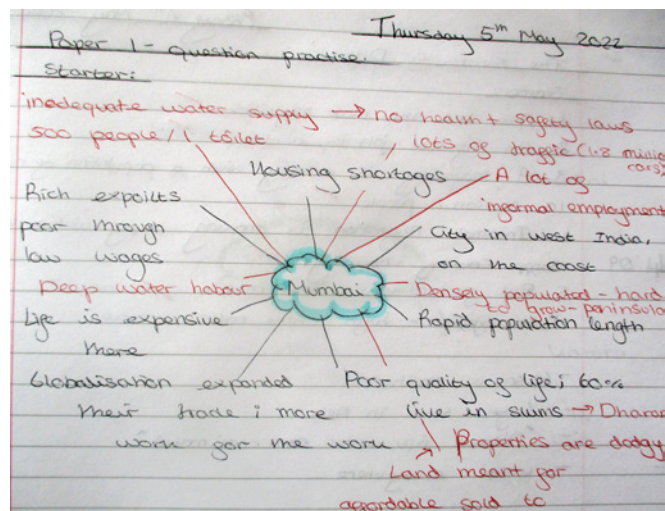 Thursday 5th May 2022
Paper 1 - question practise.
Starter:
inadequate water supply → no health + safety laws
500 people / 1 toilet
lots of traffic (1.8 million cars)
Housing shortages
A lot of
informal employment
Rich expoilts
poor through
low wages
City in west India,
on the coast
Deep water habour
Mumbai
Densely populated - hard
to grow - peninsula
Life is expensive
there
Rapid population length
Globalisation expanded
their trade ; more
work for the work
Poor quality of life ; 60%
live in slums → Dharav
Properties are dodgy
Land meant for
affordable sold to